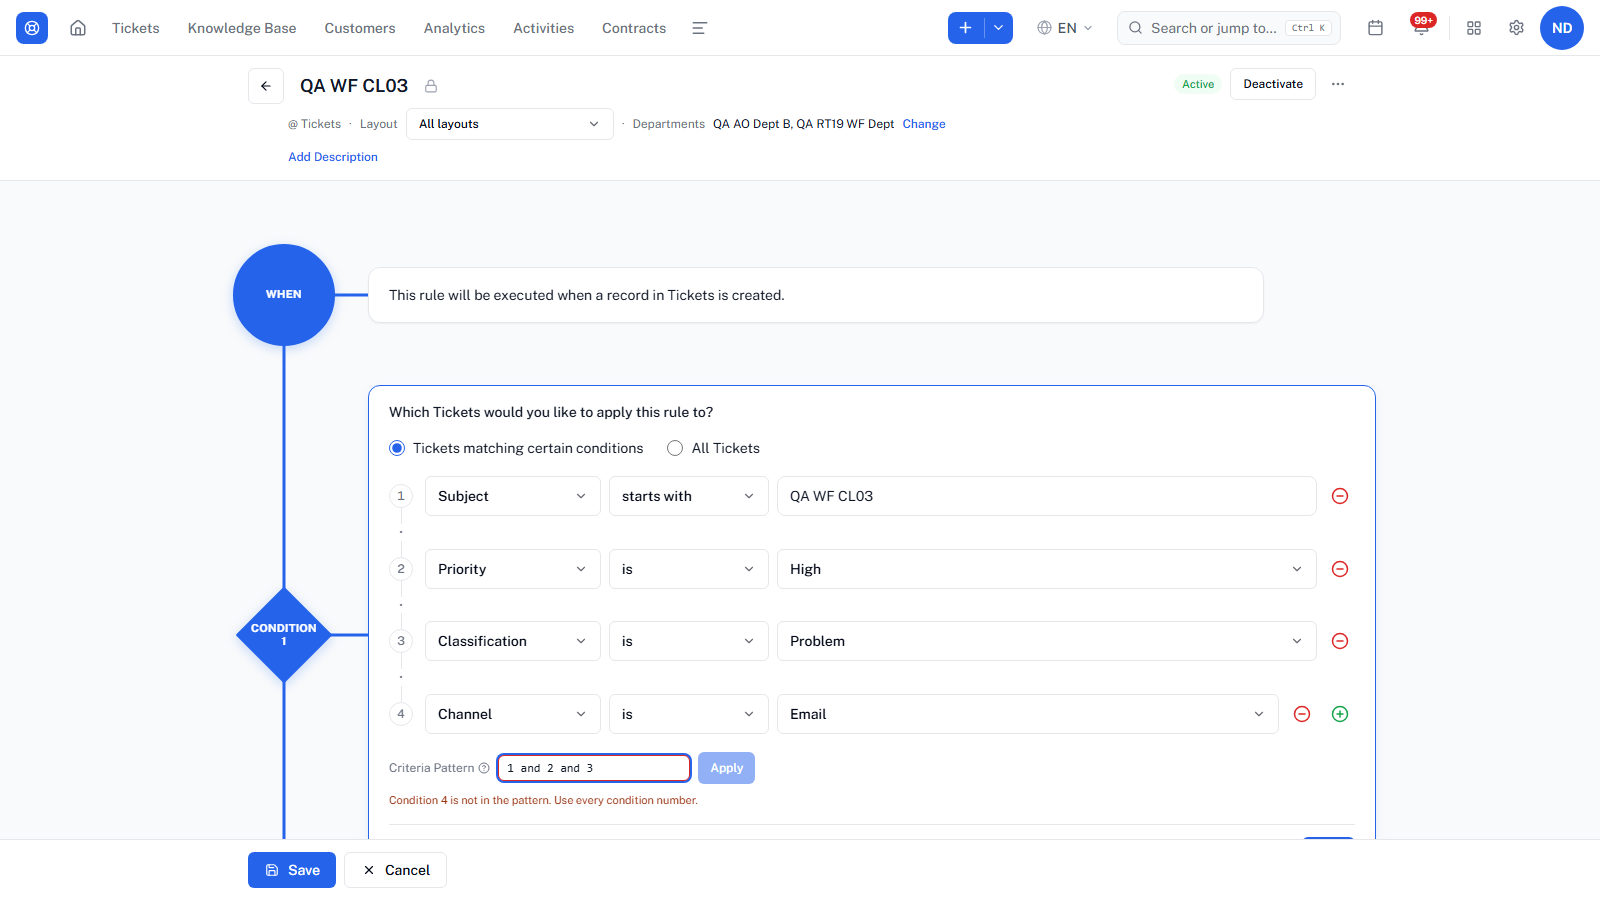 Tickets
Knowledge Base
Customers
Analytics
Activities
Contracts
EN
Search or jump to...
Ctrl K
99+
ND
QA WF CL03
Active
Deactivate
@ Tickets · Layout
All layouts
· Departments QA AO Dept B, QA RT19 WF Dept Change
Add Description
WHEN
This rule will be executed when a record in Tickets is created.
Which Tickets would you like to apply this rule to?
Tickets matching certain conditions
All Tickets
1 Subject starts with QA WF CL03
2 Priority is High
CONDITION
1
3 Classification is Problem
4 Channel is Email
Criteria Pattern 1 and 2 and 3 Apply
Condition 4 is not in the pattern. Use every condition number.
Save
Cancel